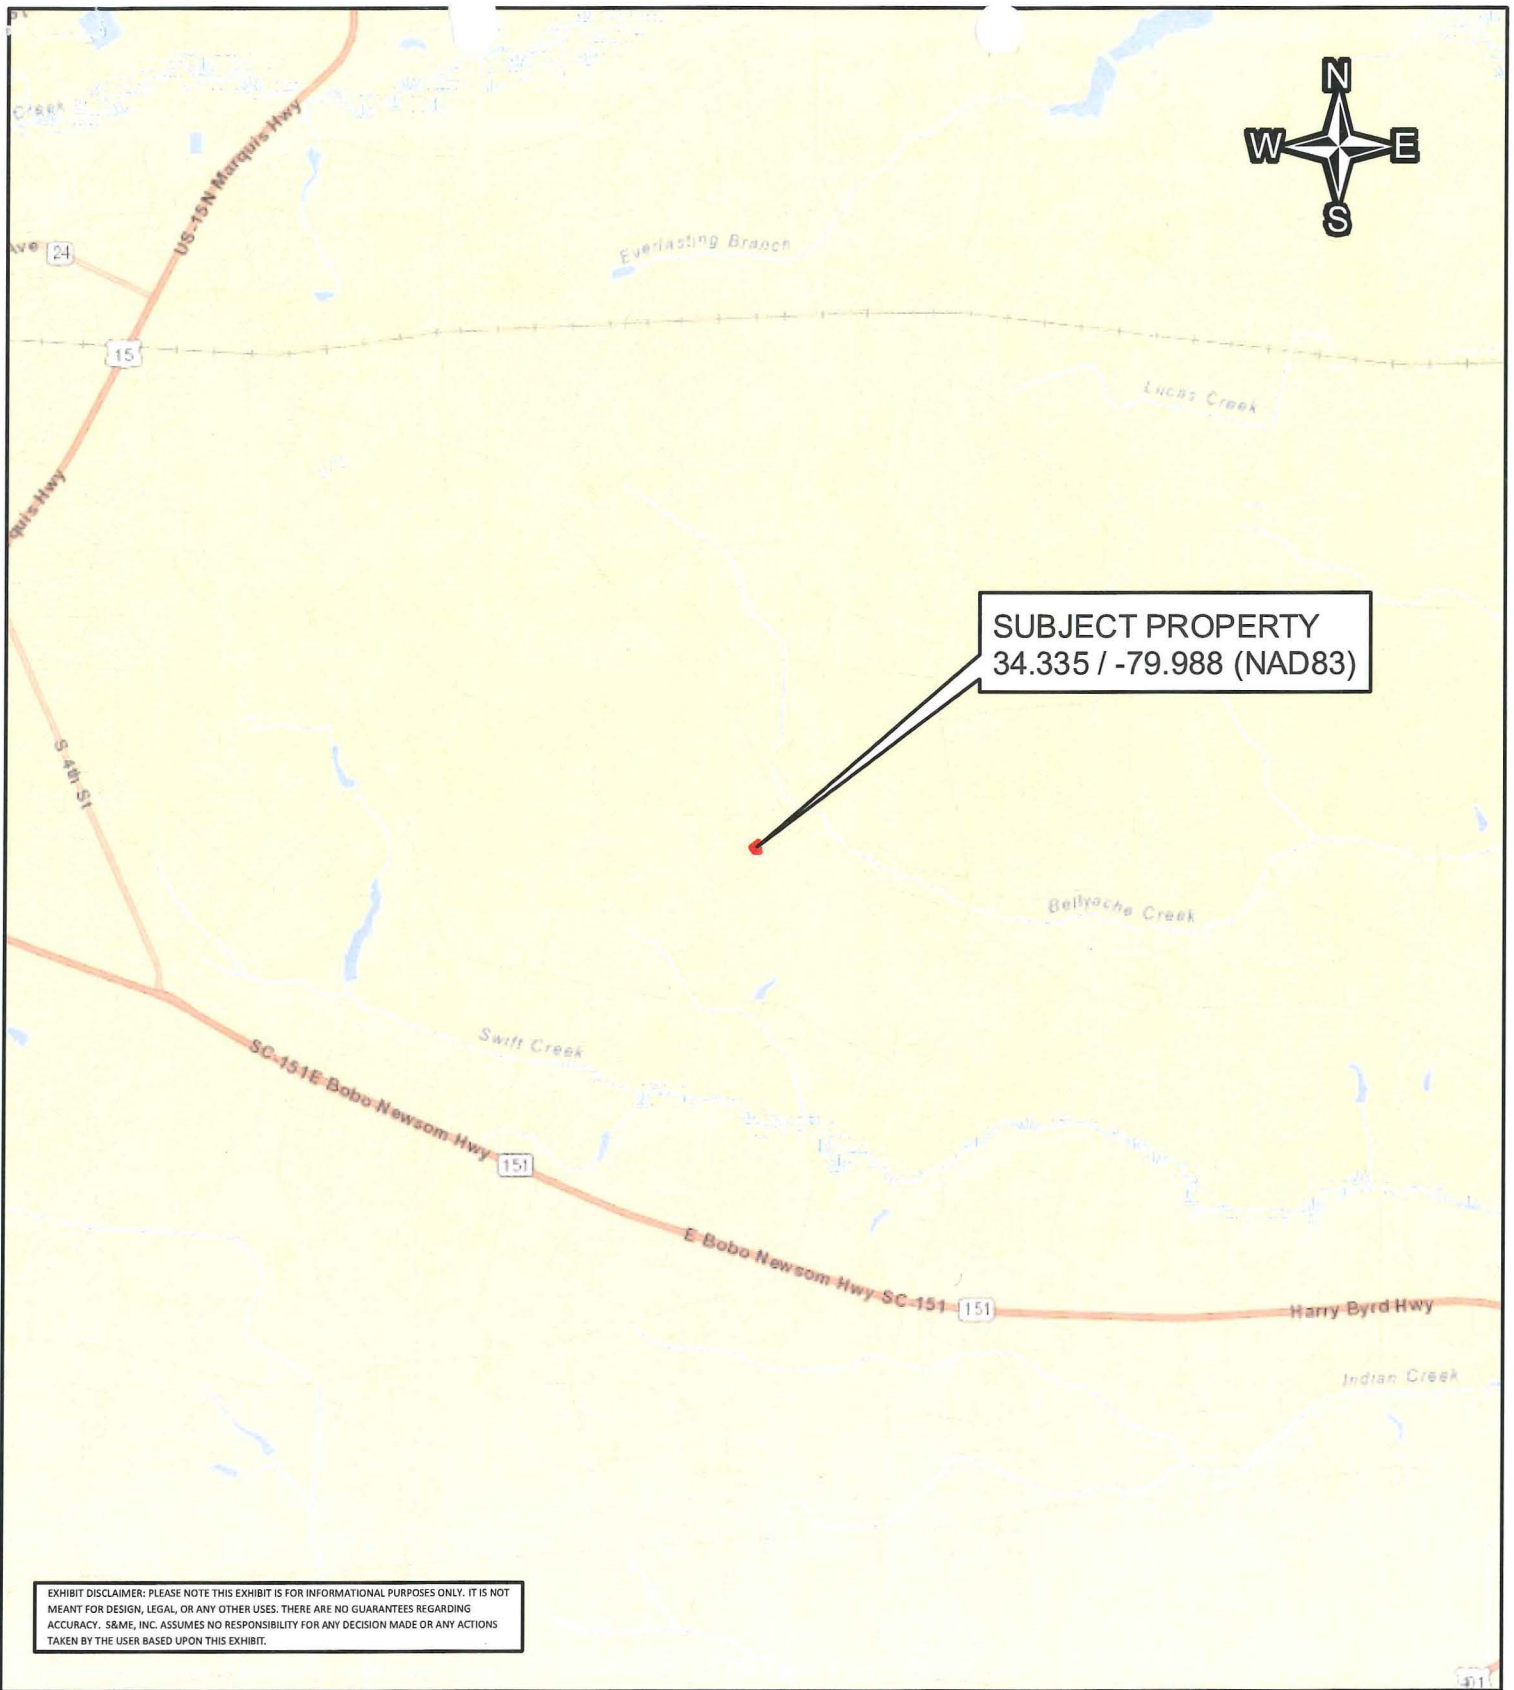 N
W E
S
Creek
US-15N Marquis Hwy
Ave 24
Everlasting Branch
15
Lucas Creek
quis Hwy
SUBJECT PROPERTY
34.335 / -79.988 (NAD83)
S 4th St
Bellyache Creek
Swift Creek
SC-151E Bobo Newsom Hwy
151
E Bobo Newsom Hwy SC-151
151
Harry Byrd Hwy
Indian Creek
EXHIBIT DISCLAIMER: PLEASE NOTE THIS EXHIBIT IS FOR INFORMATIONAL PURPOSES ONLY. IT IS NOT
MEANT FOR DESIGN, LEGAL, OR ANY OTHER USES. THERE ARE NO GUARANTEES REGARDING
ACCURACY. S&ME, INC. ASSUMES NO RESPONSIBILITY FOR ANY DECISION MADE OR ANY ACTIONS
TAKEN BY THE USER BASED UPON THIS EXHIBIT.